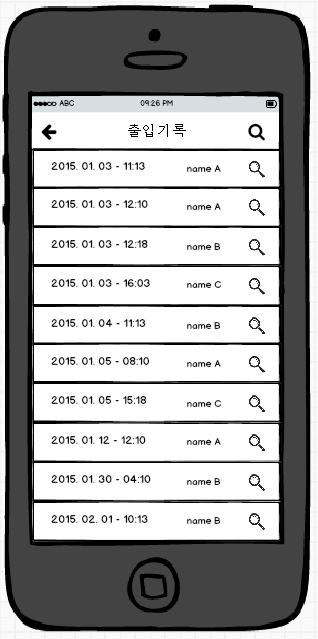 ABC 09:26 PM
출입기록
2015. 01. 03 - 11:13 name A
2015. 01. 03 - 12:10 name A
2015. 01. 03 - 12:18 name B
2015. 01. 03 - 16:03 name C
2015. 01. 04 - 11:13 name B
2015. 01. 05 - 08:10 name A
2015. 01. 05 - 15:18 name C
2015. 01. 12 - 12:10 name A
2015. 01. 30 - 04:10 name B
2015. 02. 01 - 10:13 name B